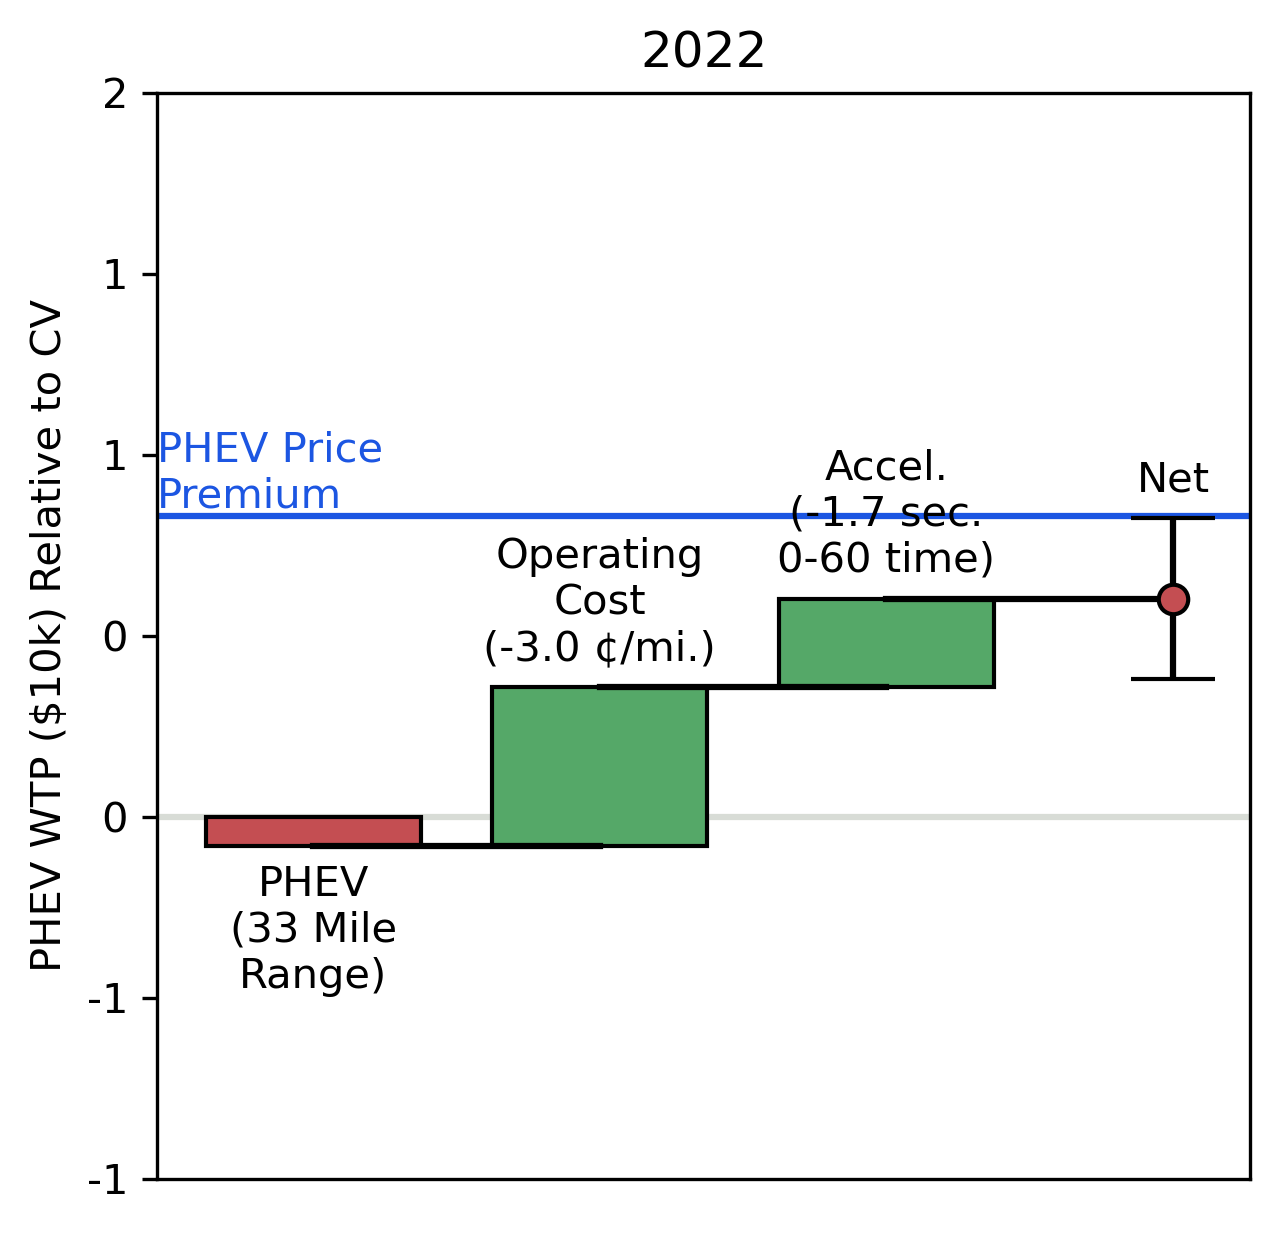 2022
PHEV WTP ($10k) Relative to CV
2
1
1
0
0
-1
-1
PHEV Price
Premium
PHEV
(33 Mile
Range)
Operating
Cost
(-3.0 ¢/mi.)
Accel.
(-1.7 sec.
0-60 time)
Net